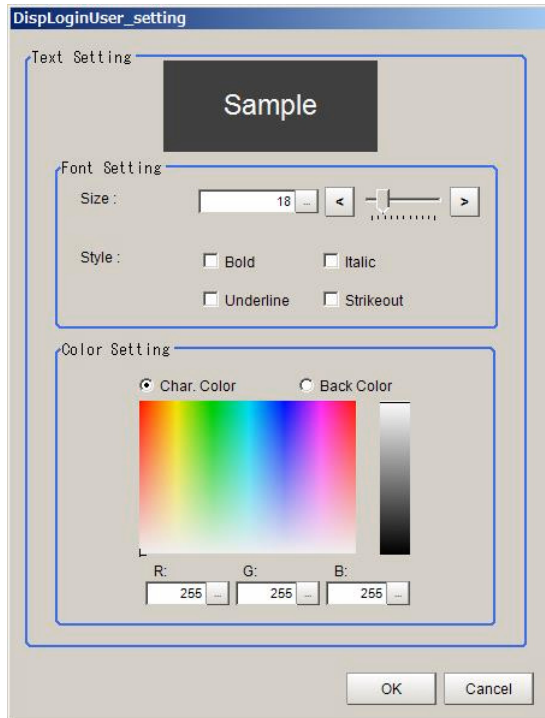 DispLoginUser_setting
Text Setting
Sample
Font Setting
Size :
18 ... < >
Style :
Bold Italic
Underline Strikeout
Color Setting
Char. Color Back Color
R: G: B:
255 ... 255 ... 255 ...
OK Cancel